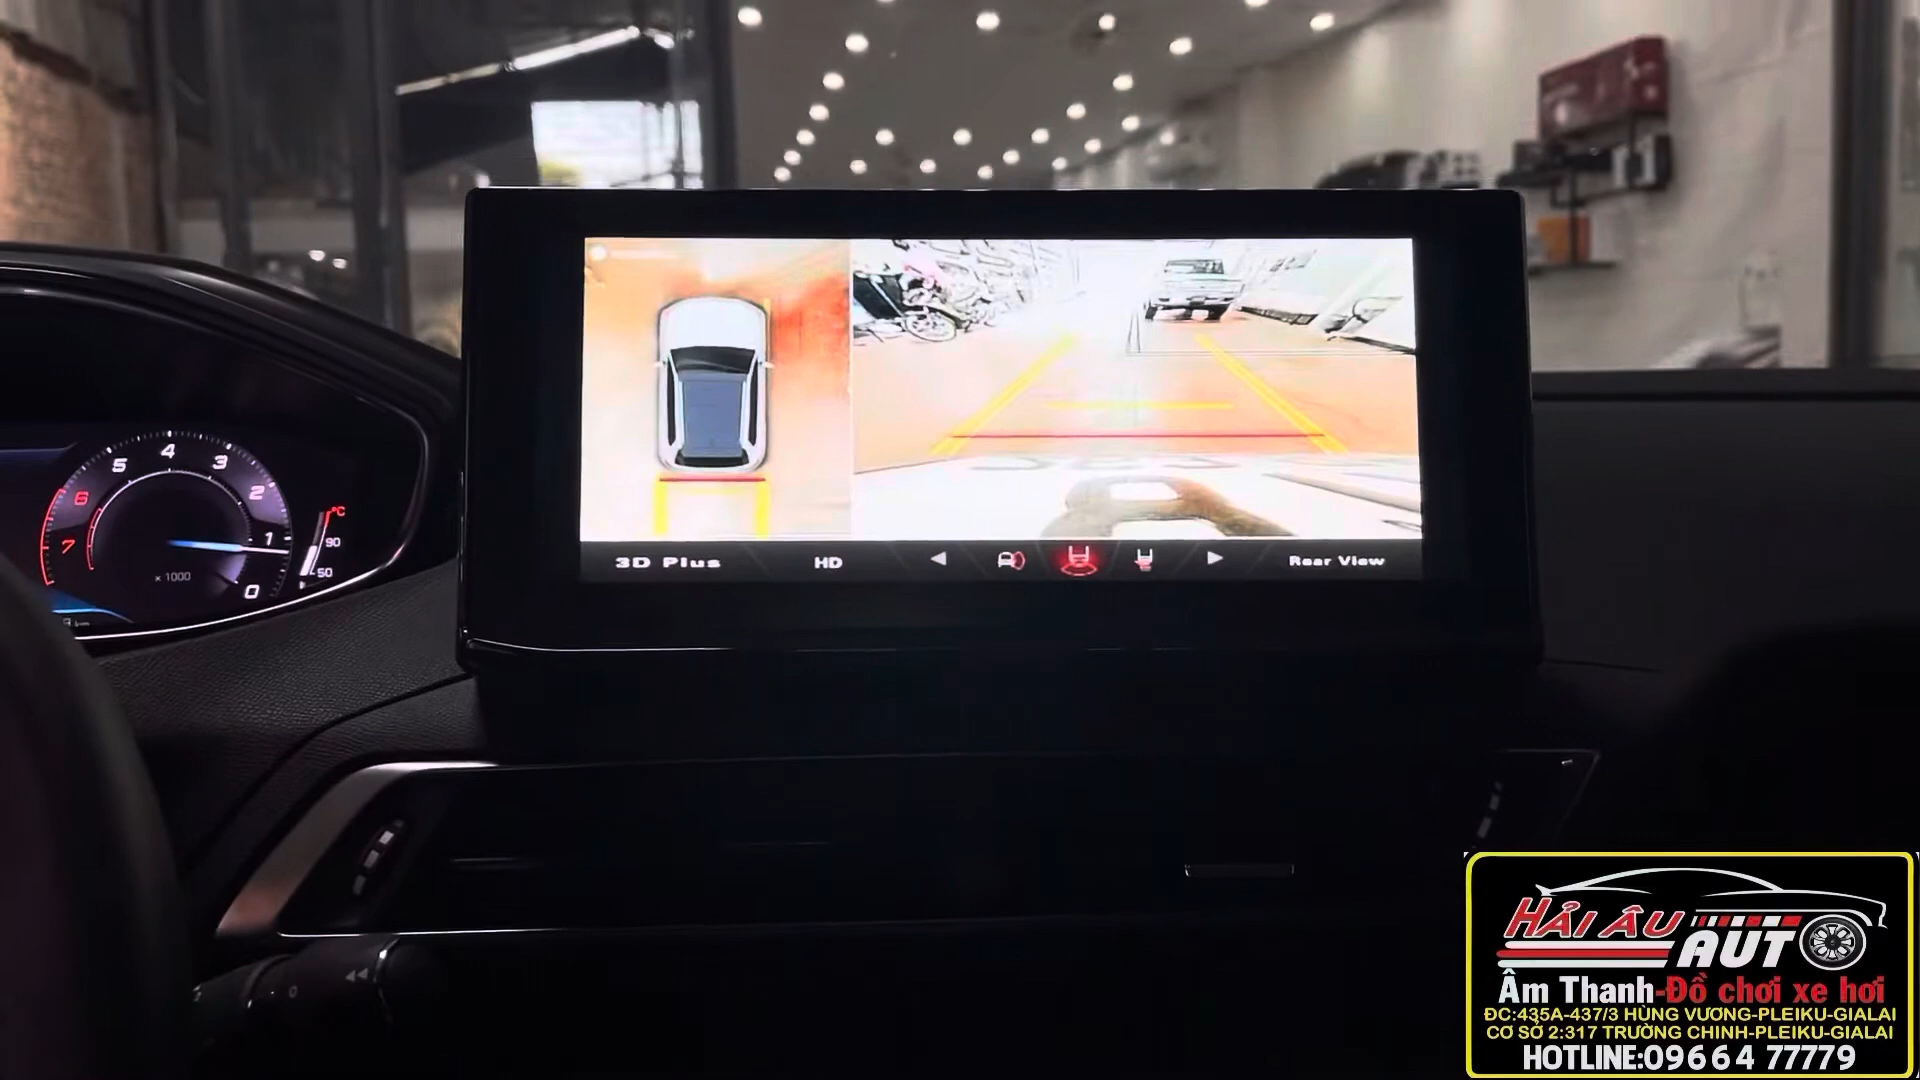 5 4 3
6 2
7 1
x 1000 0
°C
90
50
3D Plus HD Rear View
0
HẢI ÂU
AUTO
Âm Thanh-Đồ chơi xe hơi
ĐC:435A-437/3 HÙNG VƯƠNG-PLEIKU-GIALAI
CƠ SỞ 2:317 TRƯỜNG CHINH-PLEIKU-GIALAI
HOTLINE:09664 77779